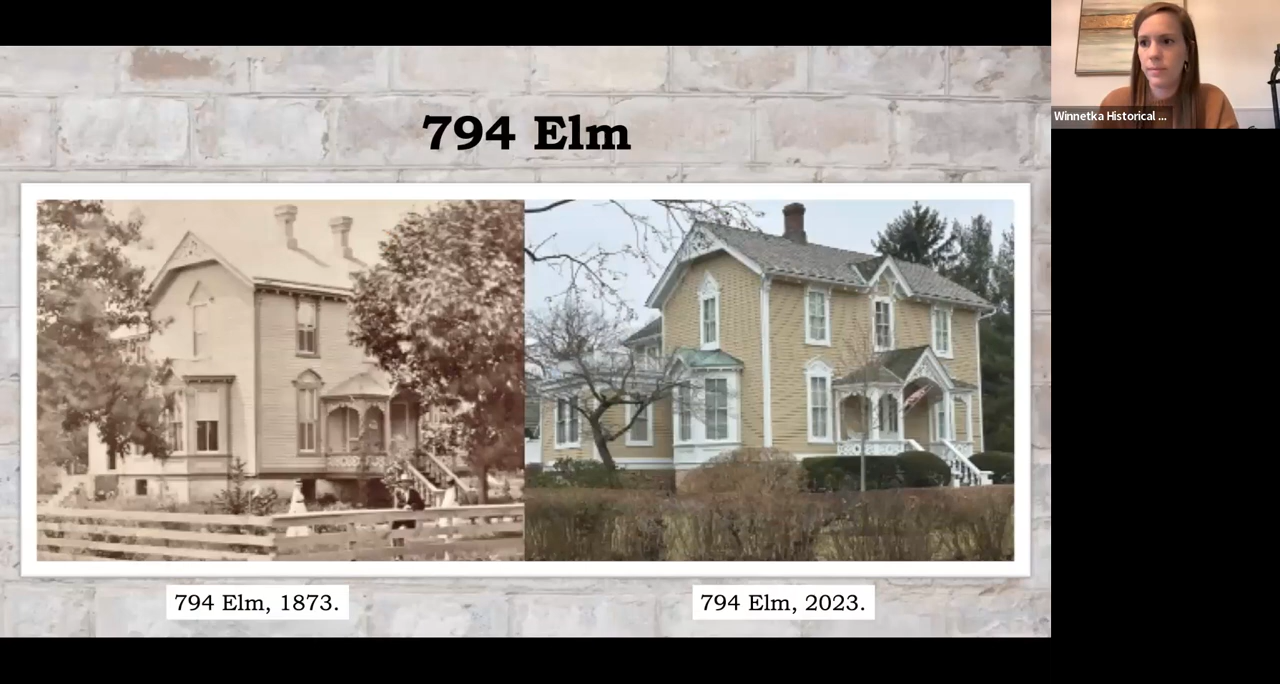 794 Elm
Winnetka Historical ...
794 Elm, 1873.
794 Elm, 2023.